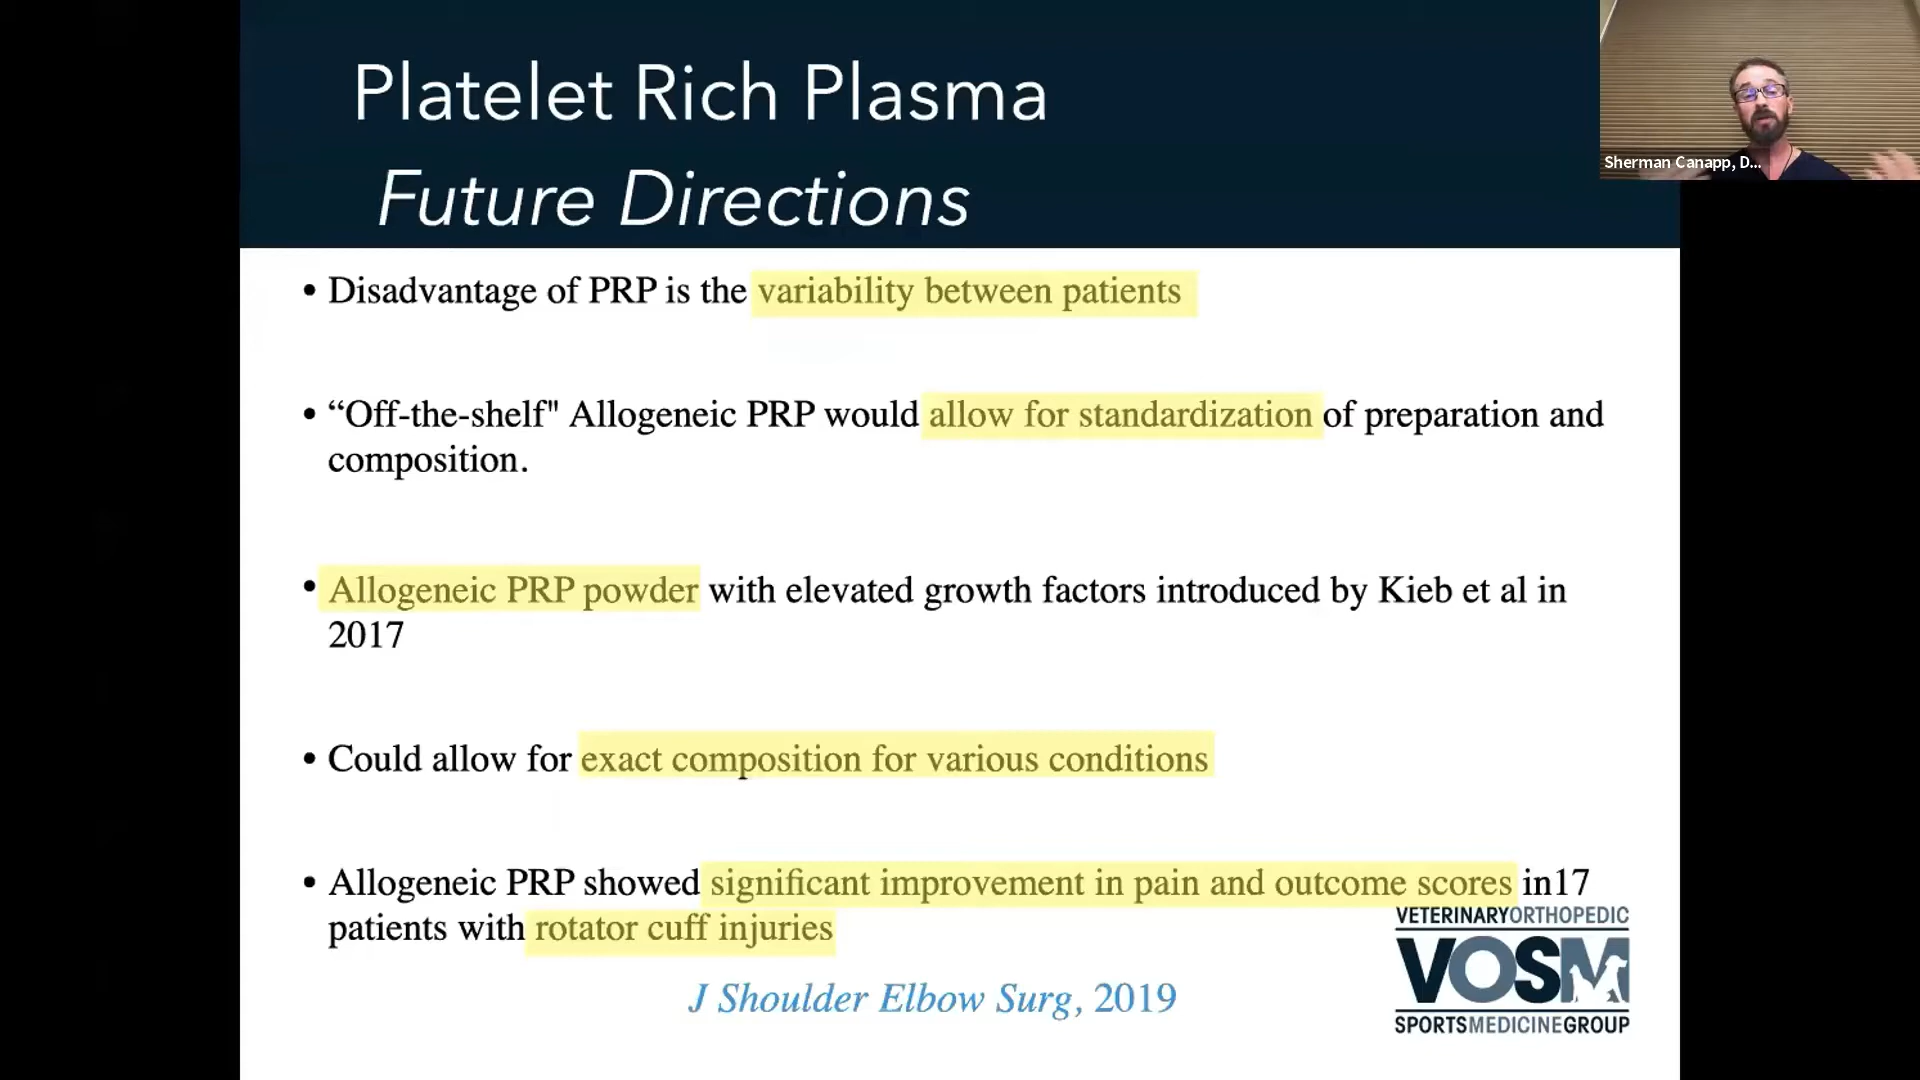 Platelet Rich Plasma
Future Directions
Sherman Canapp, D...
• Disadvantage of PRP is the variability between patients
• “Off-the-shelf" Allogeneic PRP would allow for standardization of preparation and
composition.
• Allogeneic PRP powder with elevated growth factors introduced by Kieb et al in
2017
• Could allow for exact composition for various conditions
• Allogeneic PRP showed significant improvement in pain and outcome scores in17
patients with rotator cuff injuries
J Shoulder Elbow Surg, 2019
VETERINARYORTHOPEDIC
VOSM
SPORTSMEDICINEGROUP